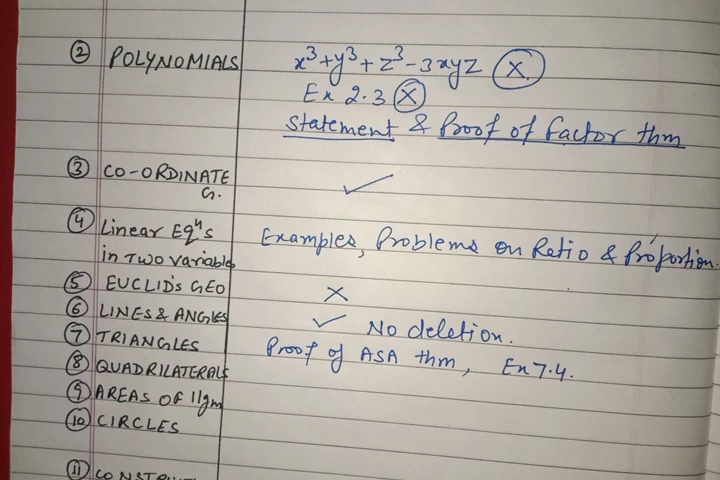 ② POLYNOMIALS x³+y³+z³-3xyz Ⓧ
Ex 2.3 Ⓧ
Statement & Proof of Factor thm
③ CO-ORDINATE ✓
G.
④ Linear Eqⁿs Examples, Problems on Ratio & Proportion.
in Two Variables
⑤ EUCLID's GEO ×
⑥ LINES & ANGLES ✓ No deletion.
⑦ TRIANGLES Proof of ASA thm, Ex 7.4.
⑧ QUADRILATERALS
⑨ AREAS OF llgm
⑩ CIRCLES
⑪